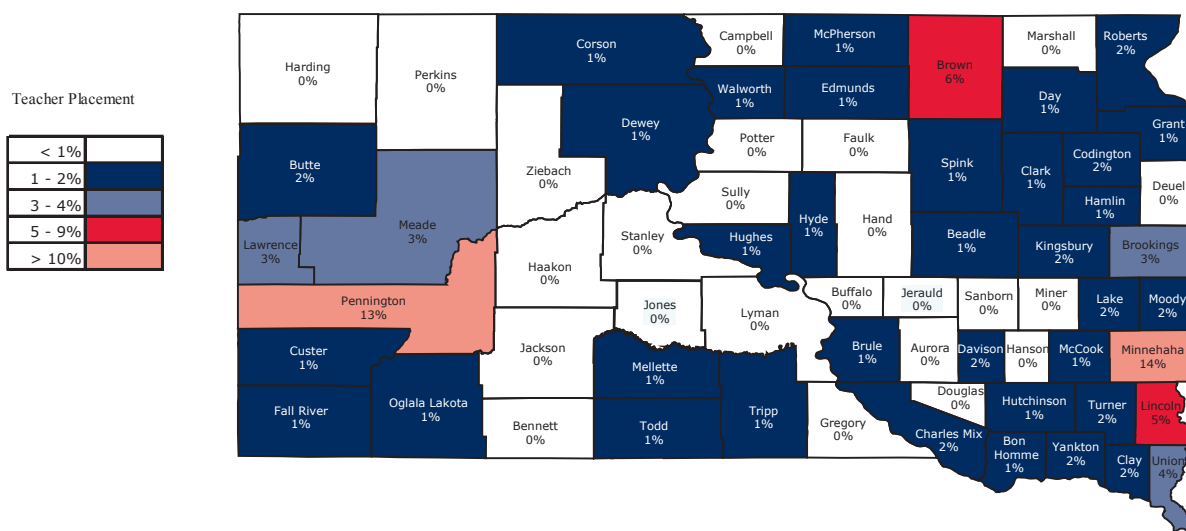 Teacher Placement
< 1%
1 - 2%
3 - 4%
5 - 9%
> 10%
Harding
0%
Perkins
0%
Corson
1%
Campbell
0%
McPherson
1%
Brown
6%
Marshall
0%
Roberts
2%
Walworth
1%
Edmunds
1%
Day
1%
Grant
1%
Butte
2%
Ziebach
0%
Dewey
1%
Potter
0%
Faulk
0%
Spink
1%
Clark
1%
Codington
2%
Deuel
0%
Hamlin
1%
Lawrence
3%
Meade
3%
Sully
0%
Hyde
1%
Hand
0%
Beadle
1%
Kingsbury
2%
Brookings
3%
Haakon
0%
Stanley
0%
Hughes
1%
Pennington
13%
Jones
0%
Lyman
0%
Buffalo
0%
Jerauld
0%
Sanborn
0%
Miner
0%
Lake
2%
Moody
2%
Custer
1%
Jackson
0%
Mellette
1%
Brule
1%
Aurora
0%
Davison
2%
Hanson
0%
McCook
1%
Minnehaha
14%
Fall River
1%
Oglala Lakota
1%
Bennett
0%
Todd
1%
Tripp
1%
Gregory
0%
Charles Mix
2%
Douglas
0%
Hutchinson
1%
Turner
2%
Lincoln
5%
Bon
Homme
1%
Yankton
2%
Clay
2%
Union
4%